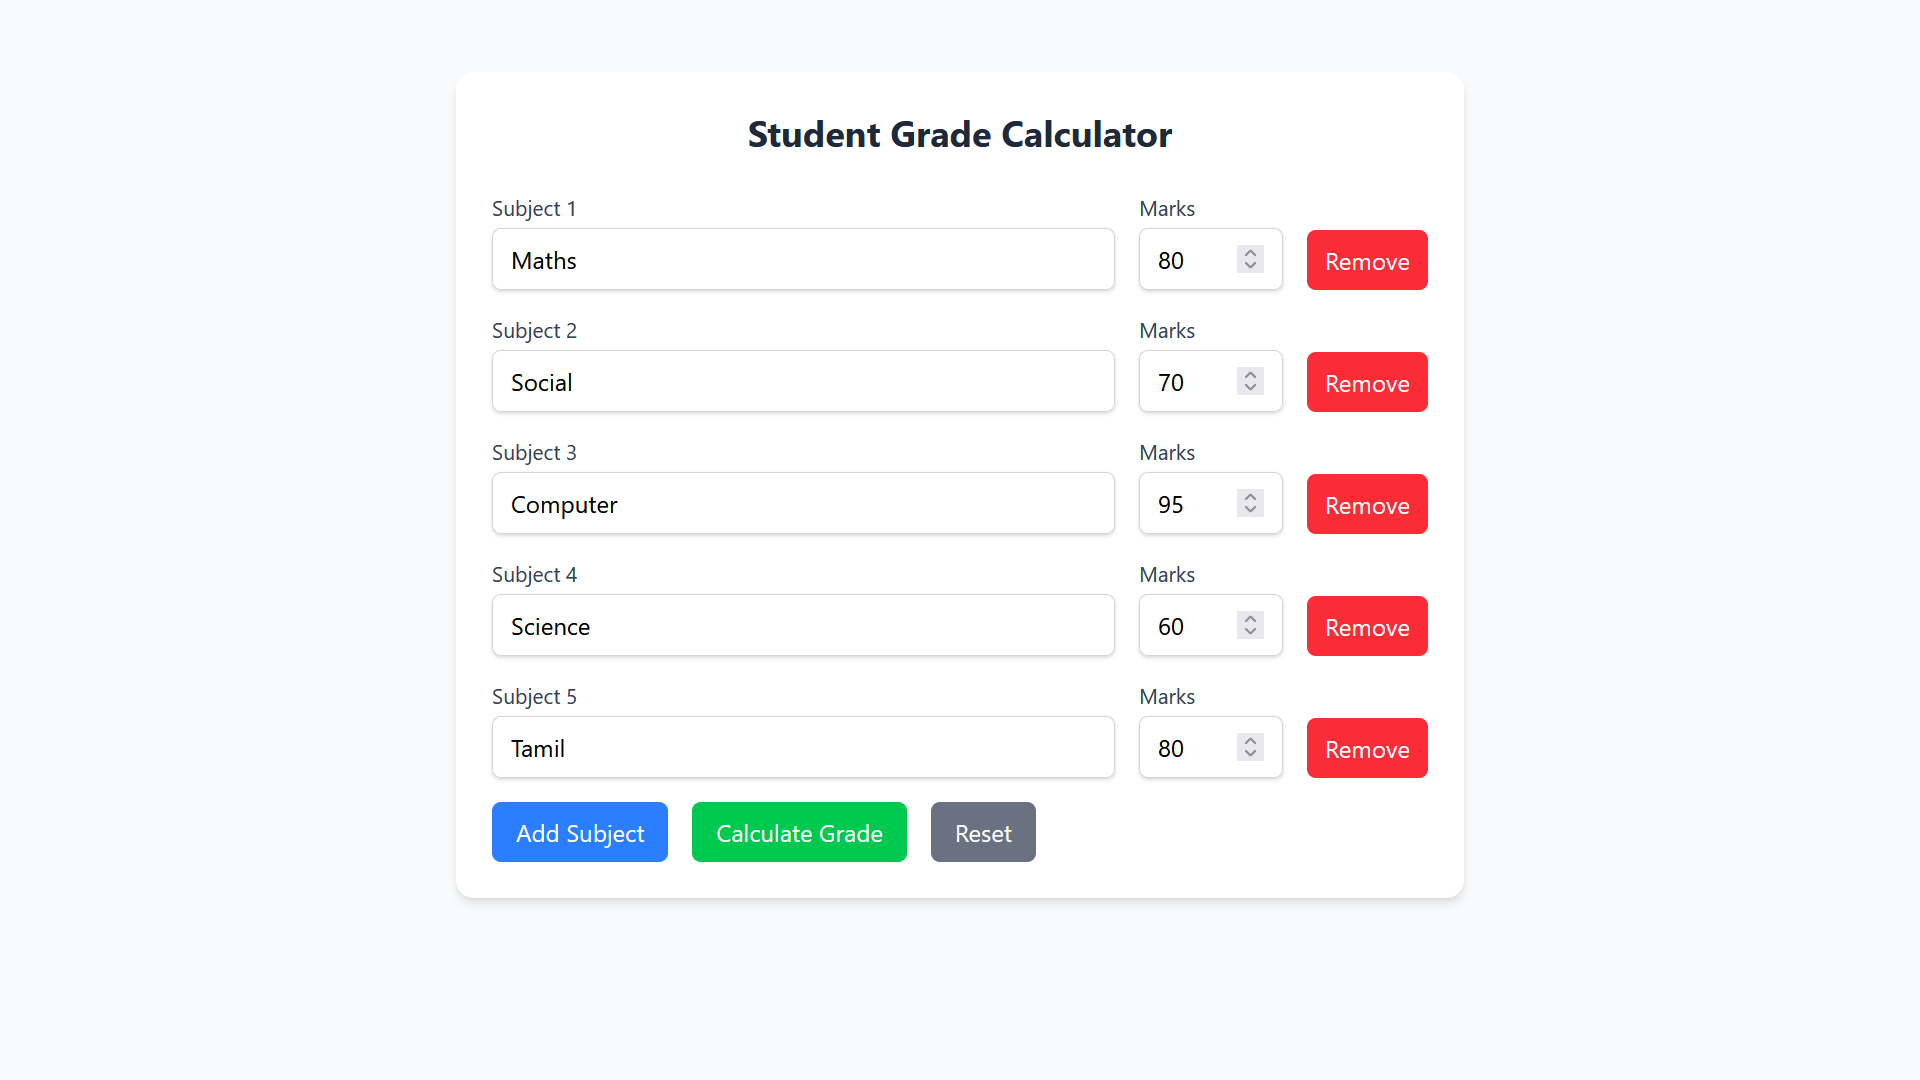 Student Grade Calculator
Subject 1 Marks
Maths 80 Remove
Subject 2 Marks
Social 70 Remove
Subject 3 Marks
Computer 95 Remove
Subject 4 Marks
Science 60 Remove
Subject 5 Marks
Tamil 80 Remove
Add Subject Calculate Grade Reset